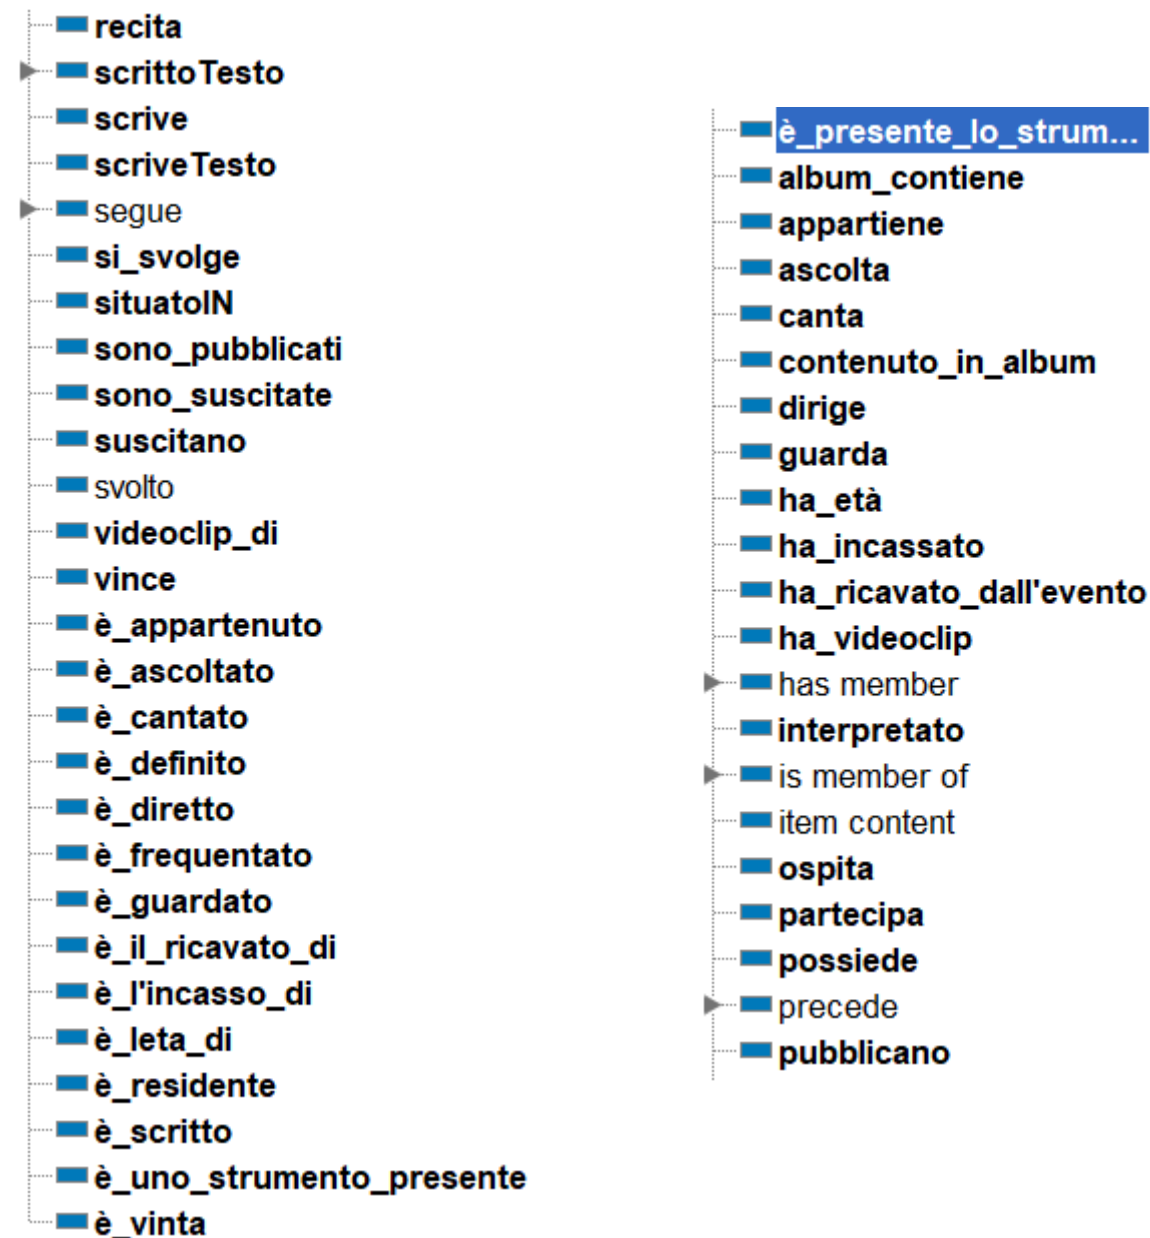 recita
scrittoTesto
scrive
scriveTesto
segue
si_svolge
situatoIN
sono_pubblicati
sono_suscitate
suscitano
svolto
videoclip_di
vince
è_appartenuto
è_ascoltato
è_cantato
è_definito
è_diretto
è_frequentato
è_guardato
è_il_ricavato_di
è_l'incasso_di
è_leta_di
è_residente
è_scritto
è_uno_strumento_presente
è_vinta
è_presente_lo_strum...
album_contiene
appartiene
ascolta
canta
contenuto_in_album
dirige
guarda
ha_età
ha_incassato
ha_ricavato_dall'evento
ha_videoclip
has member
interpretato
is member of
item content
ospita
partecipa
possiede
precede
pubblicano